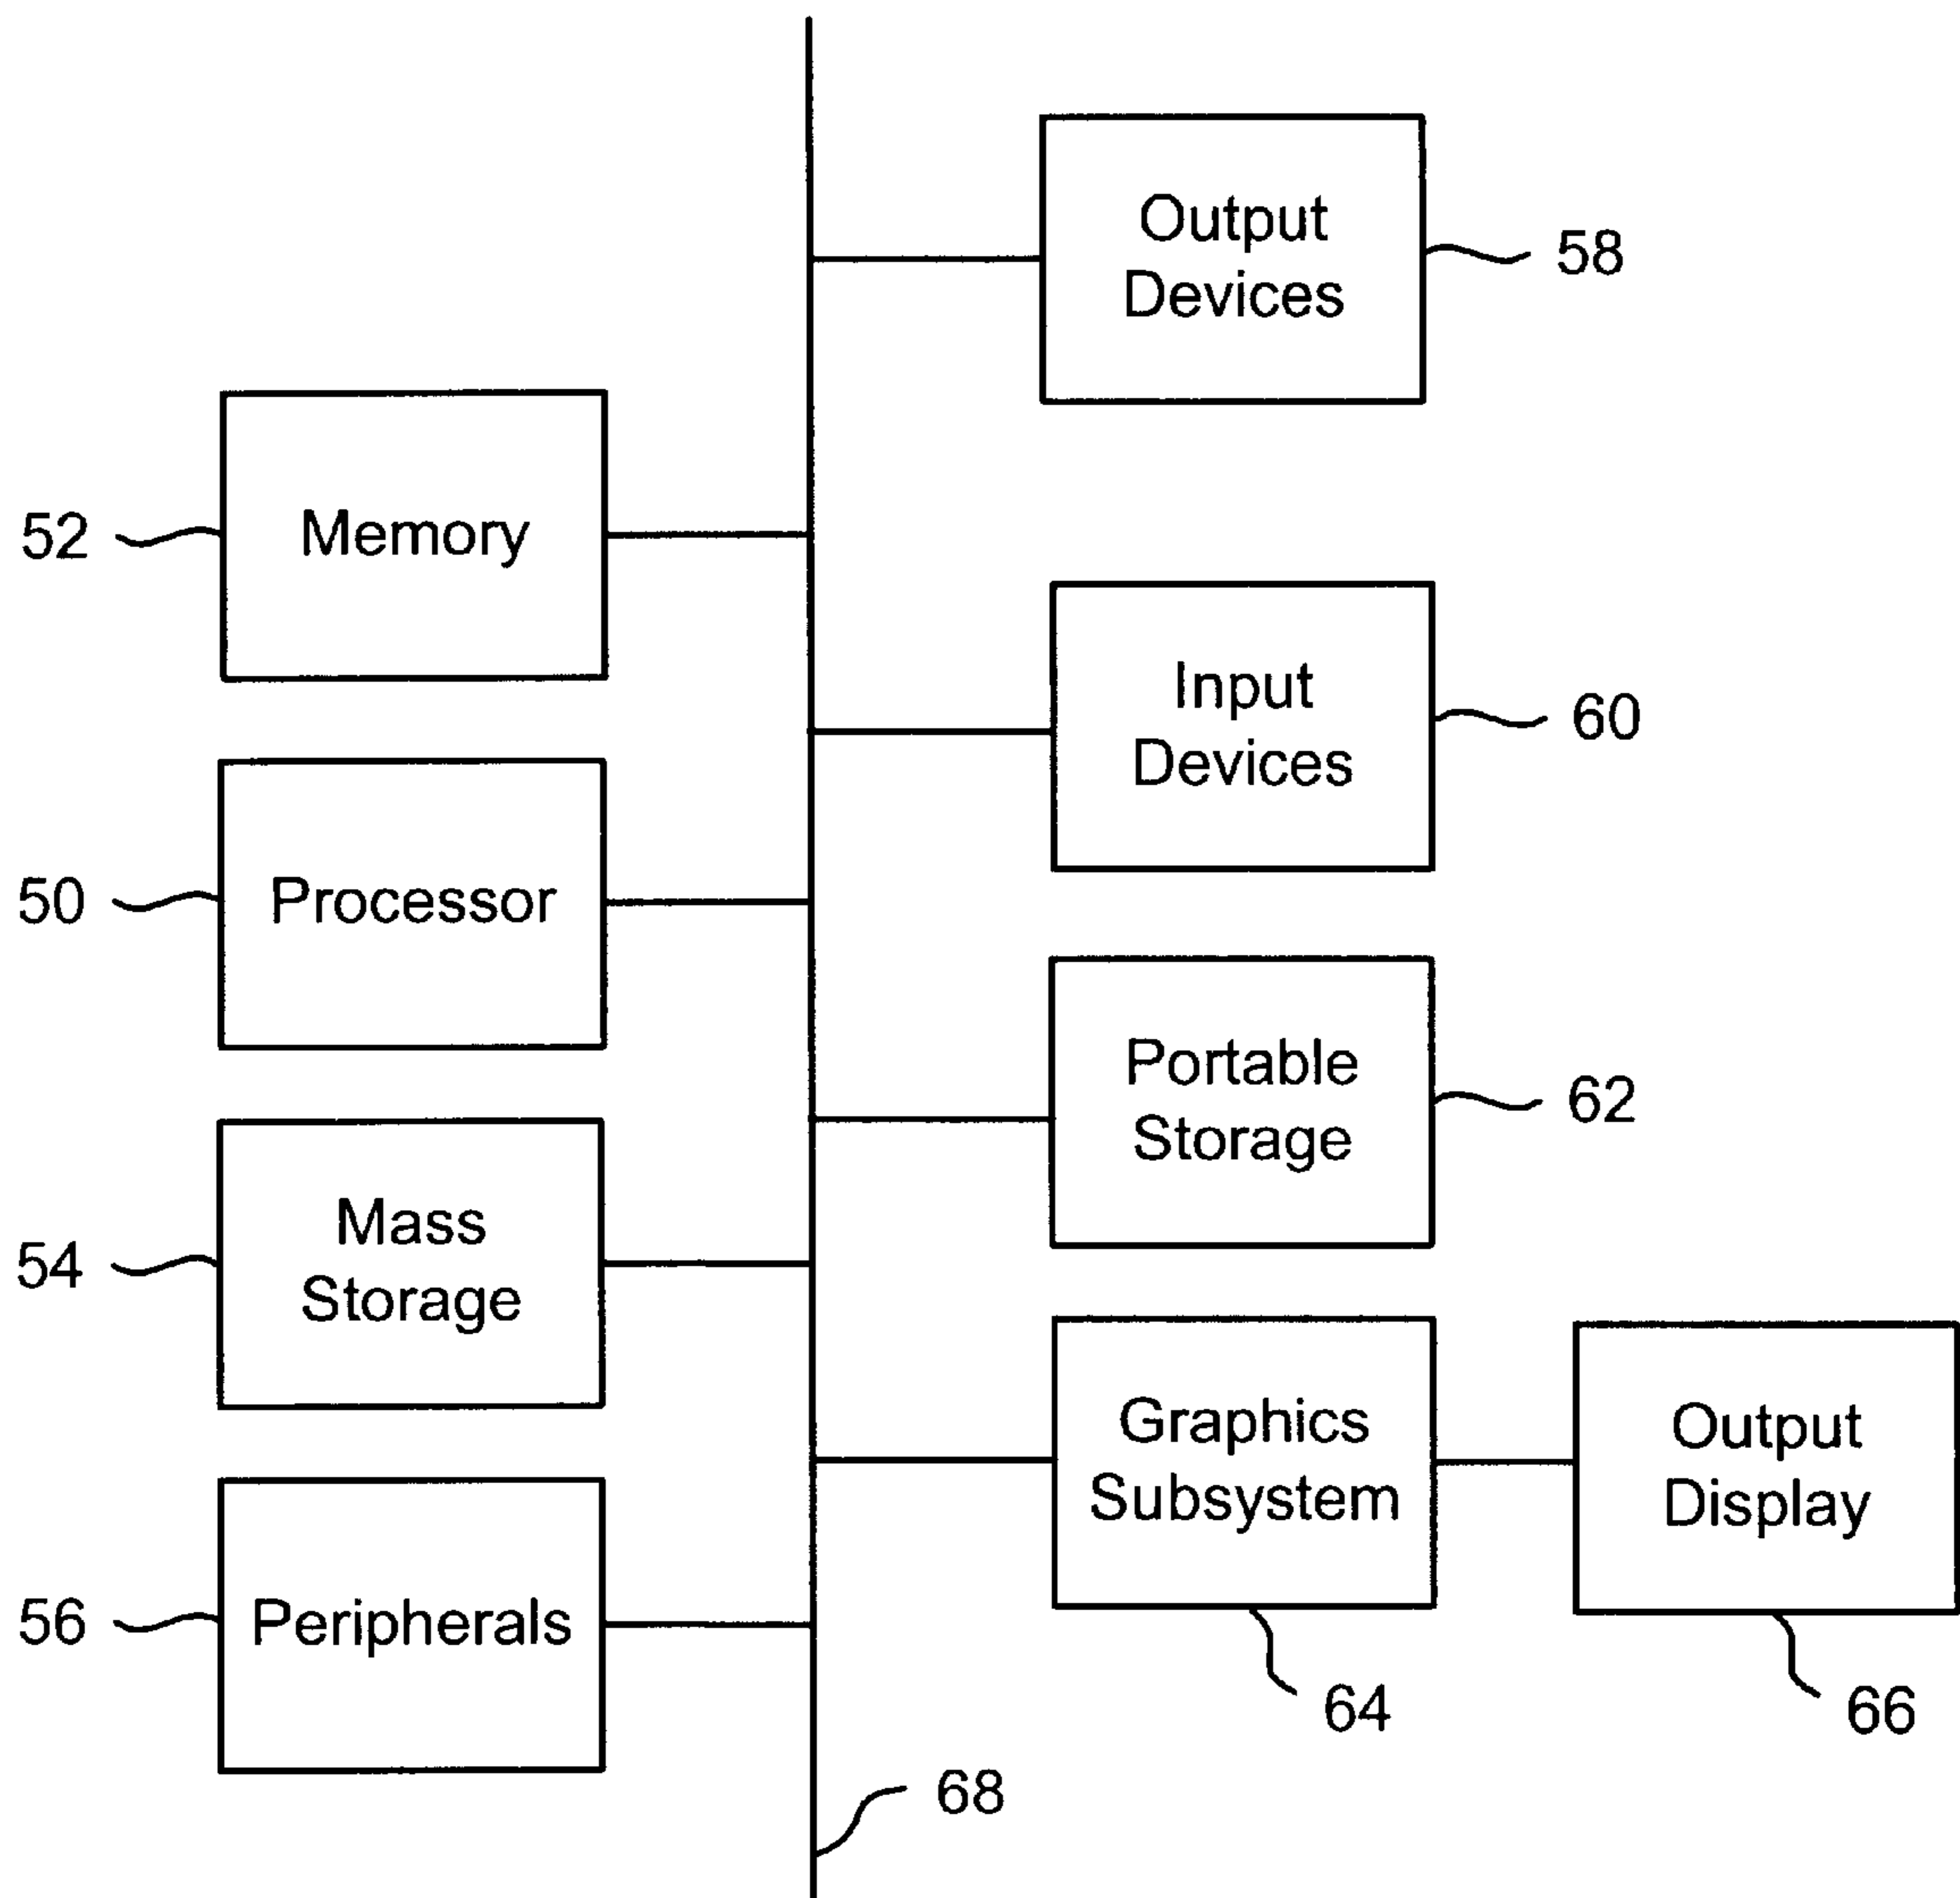 Output
Devices
58
52
Memory
Input
Devices
60
50
Processor
Portable
Storage
62
54
Mass
Storage
Graphics
Subsystem
Output
Display
56
Peripherals
64
66
68